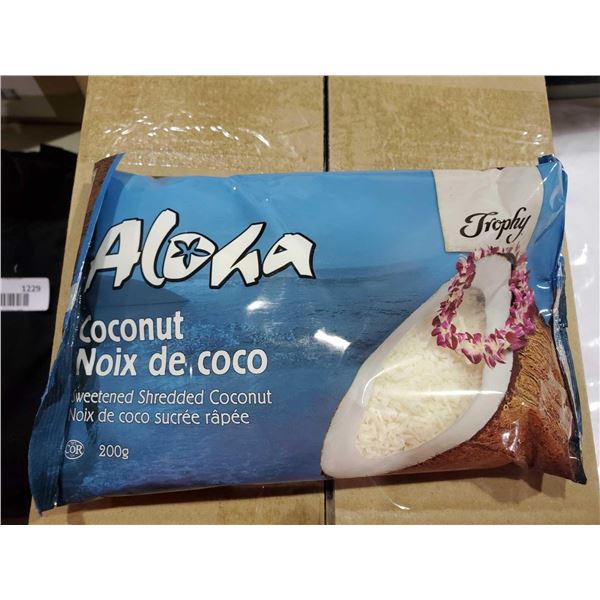 Trophy
Aloha
Coconut
Noix de coco
Sweetened Shredded Coconut
Noix de coco sucrée râpée
COR 200g
1229